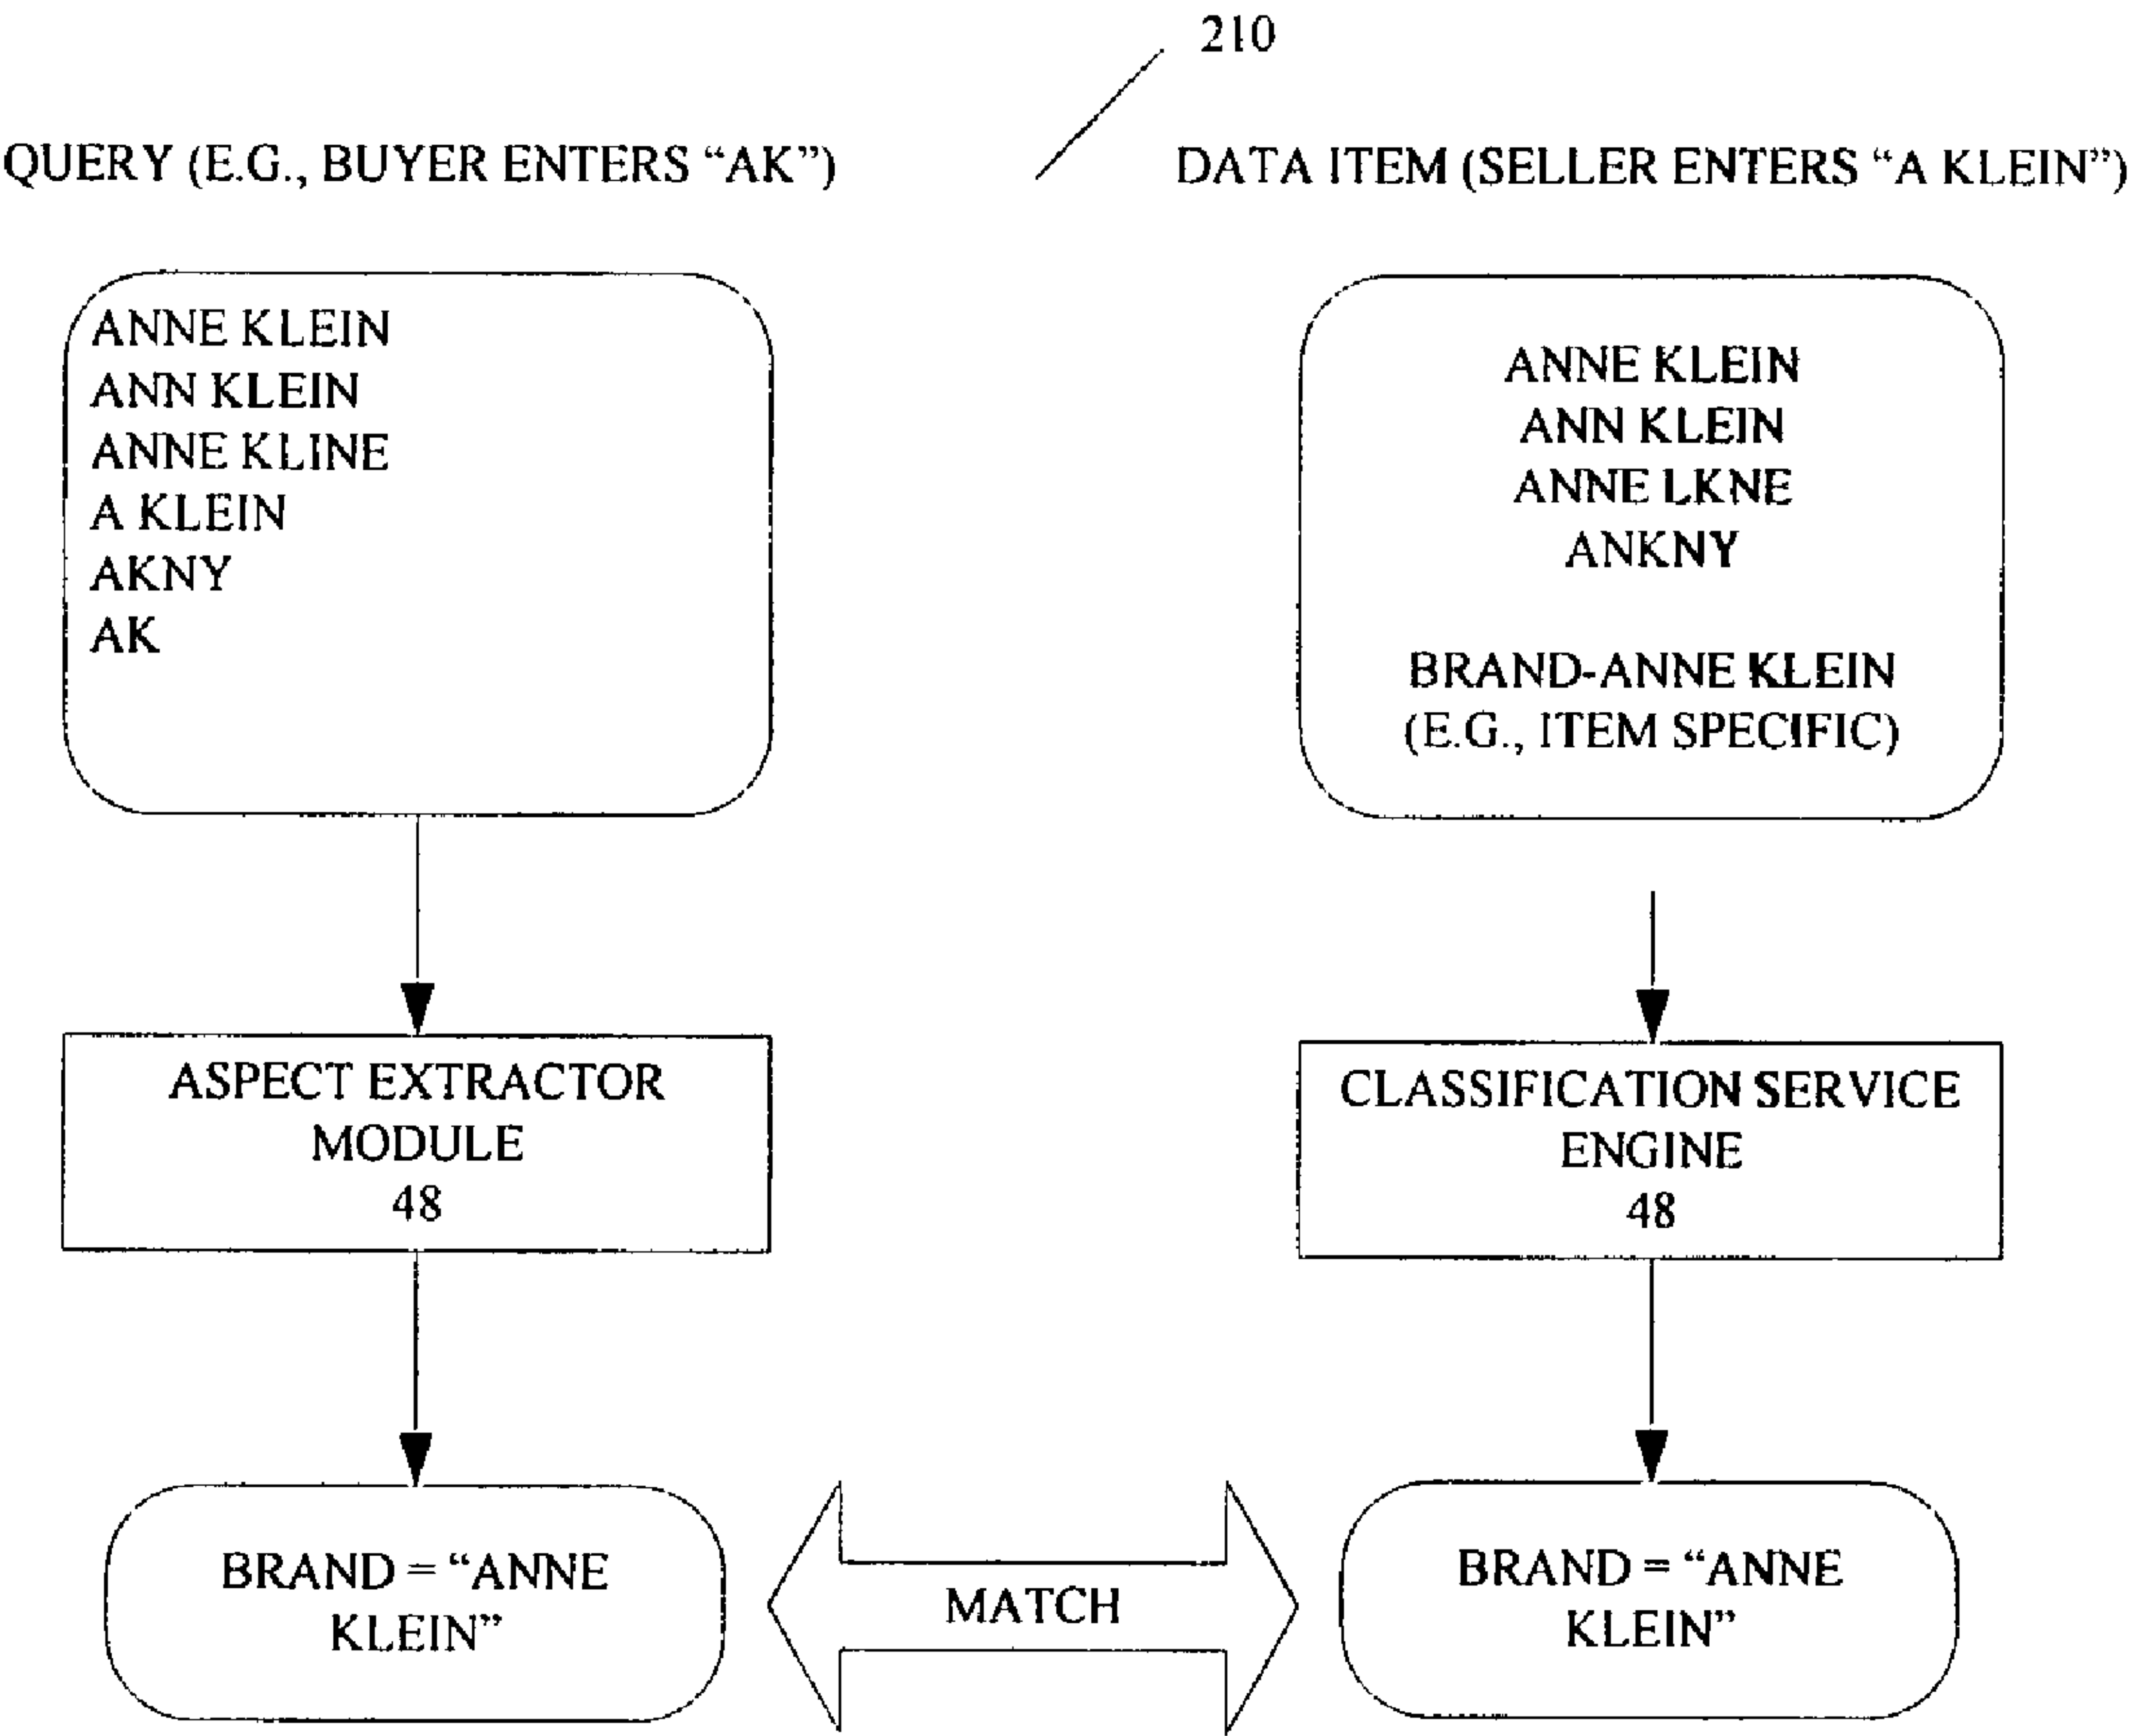 210
QUERY (E.G., BUYER ENTERS “AK”)
DATA ITEM (SELLER ENTERS “A KLEIN”)
ANNE KLEIN
ANN KLEIN
ANNE KLINE
A KLEIN
AKNY
AK
ANNE KLEIN
ANN KLEIN
ANNE LKNE
ANKNY
BRAND-ANNE KLEIN
(E.G., ITEM SPECIFIC)
ASPECT EXTRACTOR
MODULE
48
CLASSIFICATION SERVICE
ENGINE
48
BRAND = “ANNE
KLEIN”
MATCH
BRAND = “ANNE
KLEIN”